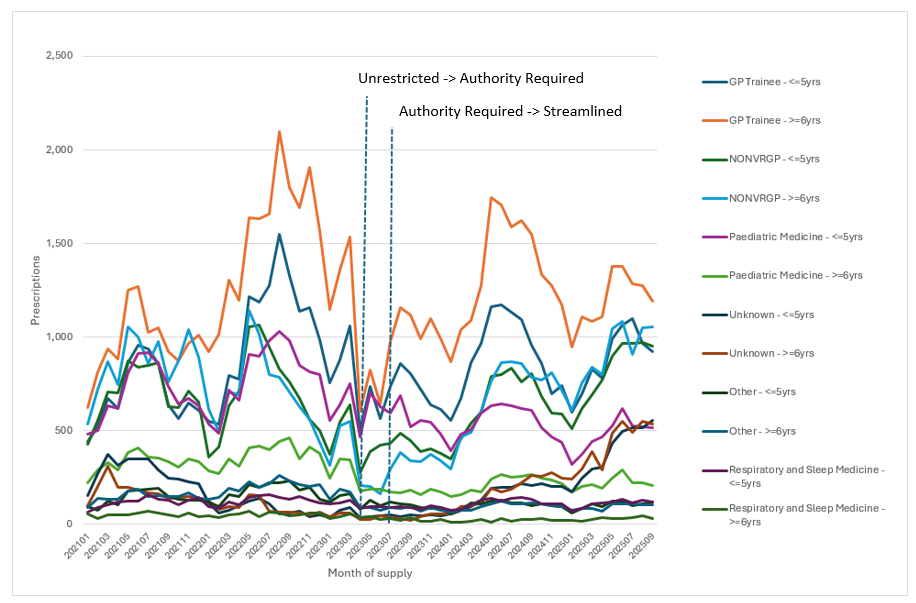 2,500
Unrestricted -> Authority Required
Authority Required -> Streamlined
2,000
1,500
1,000
500
0
Prescriptions
202101
202103
202105
202107
202109
202111
202201
202203
202205
202207
202209
202211
202301
202303
202305
202307
202309
202311
202401
202403
202405
202407
202409
202411
202501
202503
202505
202507
202509
Month of supply
GP Trainee - <=5yrs
GP Trainee - >=6yrs
NONVRGP - <=5yrs
NONVRGP - >=6yrs
Paediatric Medicine - <=5yrs
Paediatric Medicine - >=6yrs
Unknown - <=5yrs
Unknown - >=6yrs
Other - <=5yrs
Other - >=6yrs
Respiratory and Sleep Medicine -
<=5yrs
Respiratory and Sleep Medicine -
>=6yrs